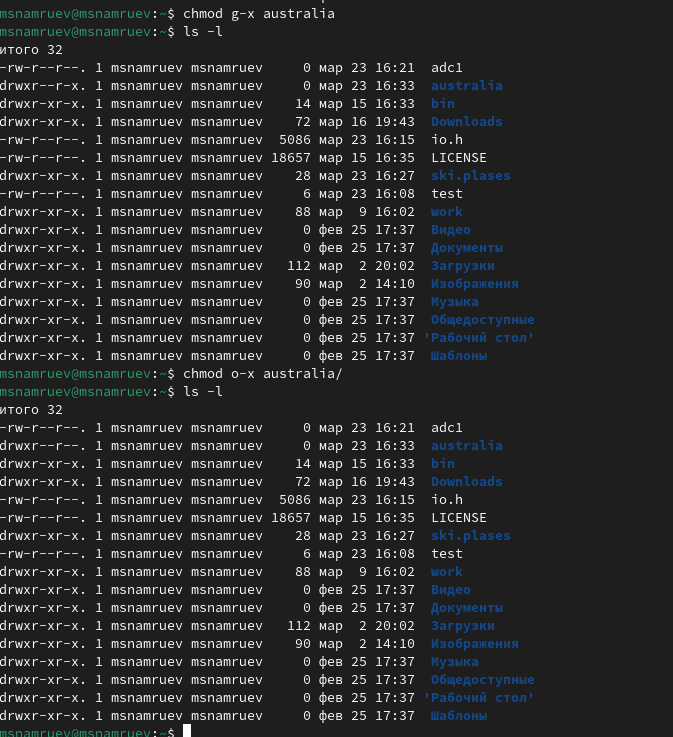 msnamruev@msnamruev:~$ chmod g-x australia
msnamruev@msnamruev:~$ ls -l
итого 32
-rw-r--r--. 1 msnamruev msnamruev     0 мар 23 16:21  adc1
drwxr--r-x. 1 msnamruev msnamruev     0 мар 23 16:33  australia
drwxr-xr-x. 1 msnamruev msnamruev    14 мар 15 16:33  bin
drwxr-xr-x. 1 msnamruev msnamruev    72 мар 16 19:43  Downloads
-rw-r--r--. 1 msnamruev msnamruev  5086 мар 23 16:15  io.h
-rw-r--r--. 1 msnamruev msnamruev 18657 мар 15 16:35  LICENSE
drwxr-xr-x. 1 msnamruev msnamruev    28 мар 23 16:27  ski.plases
-rw-r--r--. 1 msnamruev msnamruev     6 мар 23 16:08  test
drwxr-xr-x. 1 msnamruev msnamruev    88 мар  9 16:02  work
drwxr-xr-x. 1 msnamruev msnamruev     0 фев 25 17:37  Видео
drwxr-xr-x. 1 msnamruev msnamruev     0 фев 25 17:37  Документы
drwxr-xr-x. 1 msnamruev msnamruev   112 мар  2 20:02  Загрузки
drwxr-xr-x. 1 msnamruev msnamruev    90 мар  2 14:10  Изображения
drwxr-xr-x. 1 msnamruev msnamruev     0 фев 25 17:37  Музыка
drwxr-xr-x. 1 msnamruev msnamruev     0 фев 25 17:37  Общедоступные
drwxr-xr-x. 1 msnamruev msnamruev     0 фев 25 17:37 'Рабочий стол'
drwxr-xr-x. 1 msnamruev msnamruev     0 фев 25 17:37  Шаблоны
msnamruev@msnamruev:~$ chmod o-x australia/
msnamruev@msnamruev:~$ ls -l
итого 32
-rw-r--r--. 1 msnamruev msnamruev     0 мар 23 16:21  adc1
drwxr--r--. 1 msnamruev msnamruev     0 мар 23 16:33  australia
drwxr-xr-x. 1 msnamruev msnamruev    14 мар 15 16:33  bin
drwxr-xr-x. 1 msnamruev msnamruev    72 мар 16 19:43  Downloads
-rw-r--r--. 1 msnamruev msnamruev  5086 мар 23 16:15  io.h
-rw-r--r--. 1 msnamruev msnamruev 18657 мар 15 16:35  LICENSE
drwxr-xr-x. 1 msnamruev msnamruev    28 мар 23 16:27  ski.plases
-rw-r--r--. 1 msnamruev msnamruev     6 мар 23 16:08  test
drwxr-xr-x. 1 msnamruev msnamruev    88 мар  9 16:02  work
drwxr-xr-x. 1 msnamruev msnamruev     0 фев 25 17:37  Видео
drwxr-xr-x. 1 msnamruev msnamruev     0 фев 25 17:37  Документы
drwxr-xr-x. 1 msnamruev msnamruev   112 мар  2 20:02  Загрузки
drwxr-xr-x. 1 msnamruev msnamruev    90 мар  2 14:10  Изображения
drwxr-xr-x. 1 msnamruev msnamruev     0 фев 25 17:37  Музыка
drwxr-xr-x. 1 msnamruev msnamruev     0 фев 25 17:37  Общедоступные
drwxr-xr-x. 1 msnamruev msnamruev     0 фев 25 17:37 'Рабочий стол'
drwxr-xr-x. 1 msnamruev msnamruev     0 фев 25 17:37  Шаблоны
msnamruev@msnamruev:~$